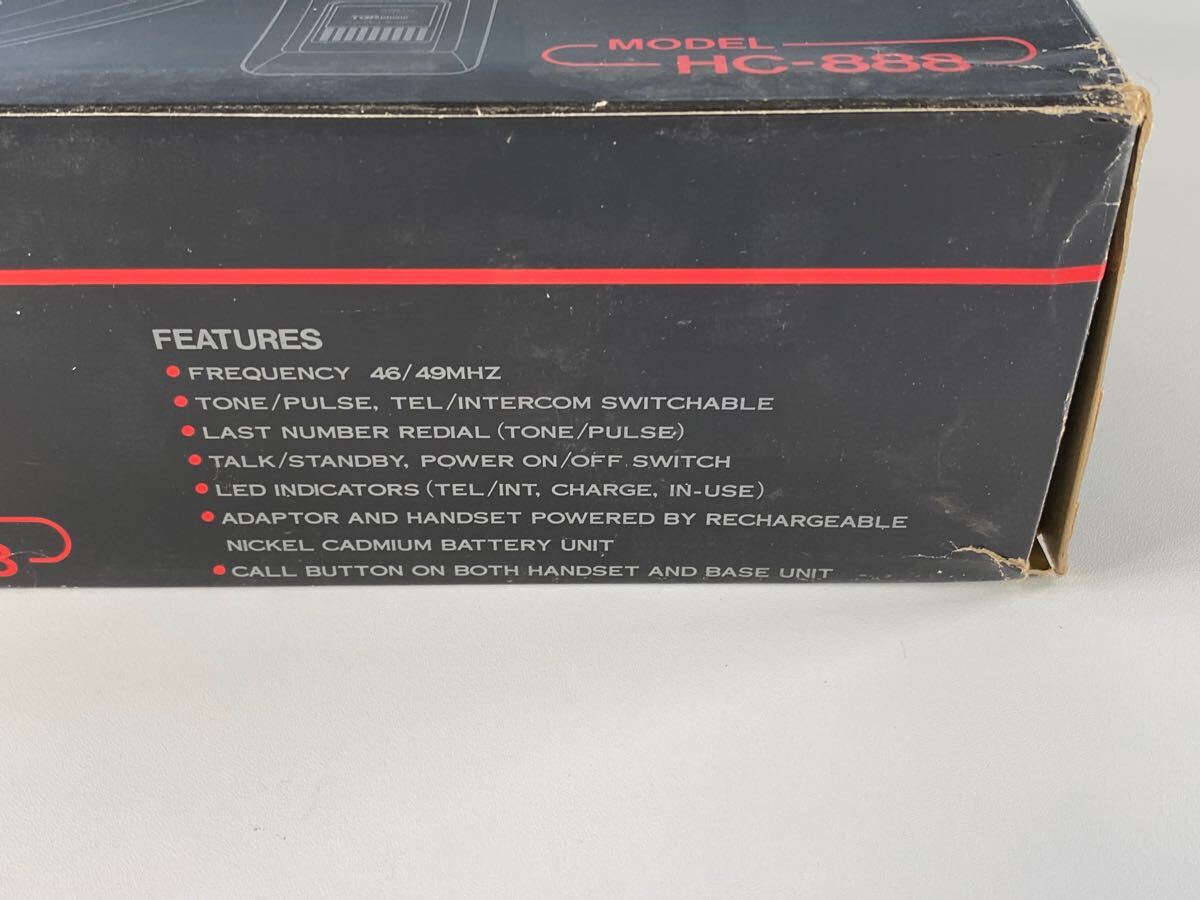 MODEL
HC-888
FEATURES
• FREQUENCY 46/49MHZ
• TONE/PULSE, TEL/INTERCOM SWITCHABLE
• LAST NUMBER REDIAL (TONE/PULSE)
• TALK/STANDBY, POWER ON/OFF SWITCH
• LED INDICATORS (TEL/INT, CHARGE, IN-USE)
• ADAPTOR AND HANDSET POWERED BY RECHARGEABLE
NICKEL CADMIUM BATTERY UNIT
• CALL BUTTON ON BOTH HANDSET AND BASE UNIT
8